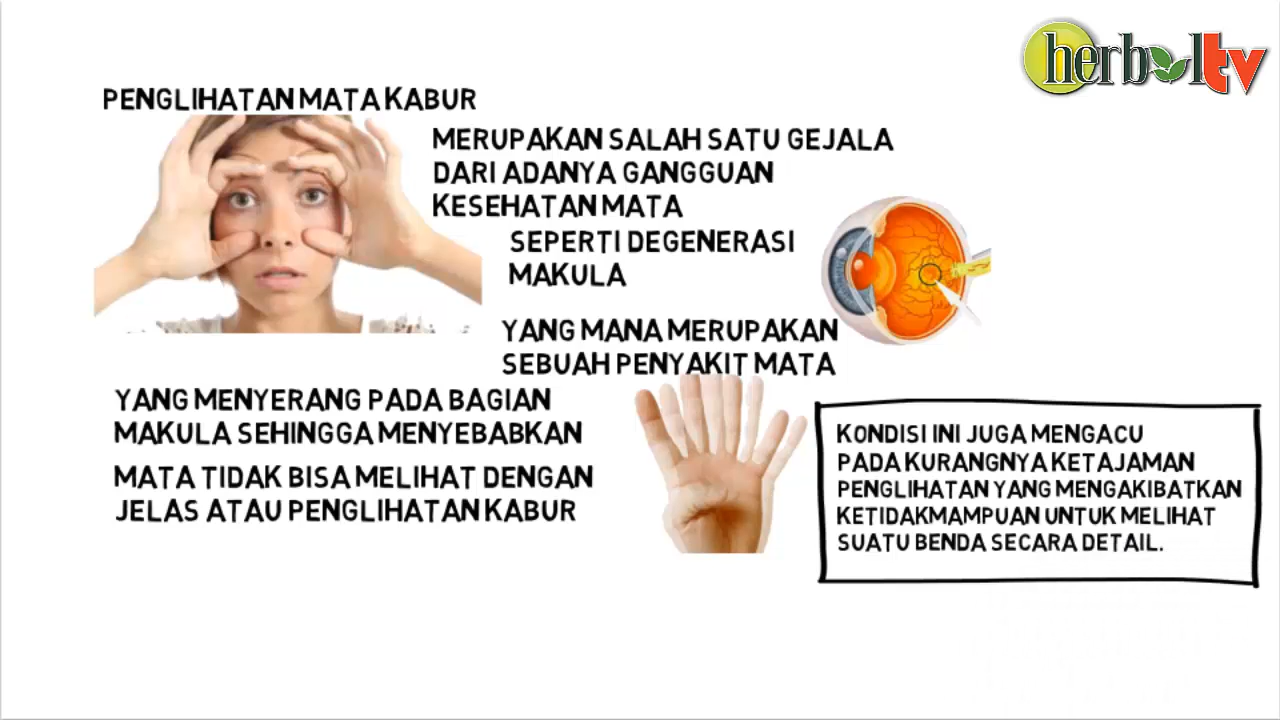 herbal tv
PENGLIHATAN MATA KABUR
MERUPAKAN SALAH SATU GEJALA
DARI ADANYA GANGGUAN
KESEHATAN MATA
SEPERTI DEGENERASI
MAKULA
YANG MANA MERUPAKAN
SEBUAH PENYAKIT MATA
YANG MENYERANG PADA BAGIAN
MAKULA SEHINGGA MENYEBABKAN
MATA TIDAK BISA MELIHAT DENGAN
JELAS ATAU PENGLIHATAN KABUR
KONDISI INI JUGA MENGACU
PADA KURANGNYA KETAJAMAN
PENGLIHATAN YANG MENGAKIBATKAN
KETIDAKMAMPUAN UNTUK MELIHAT
SUATU BENDA SECARA DETAIL.